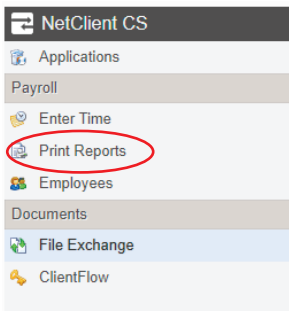 NetClient CS
Applications
Payroll
Enter Time
Print Reports
Employees
Documents
File Exchange
ClientFlow